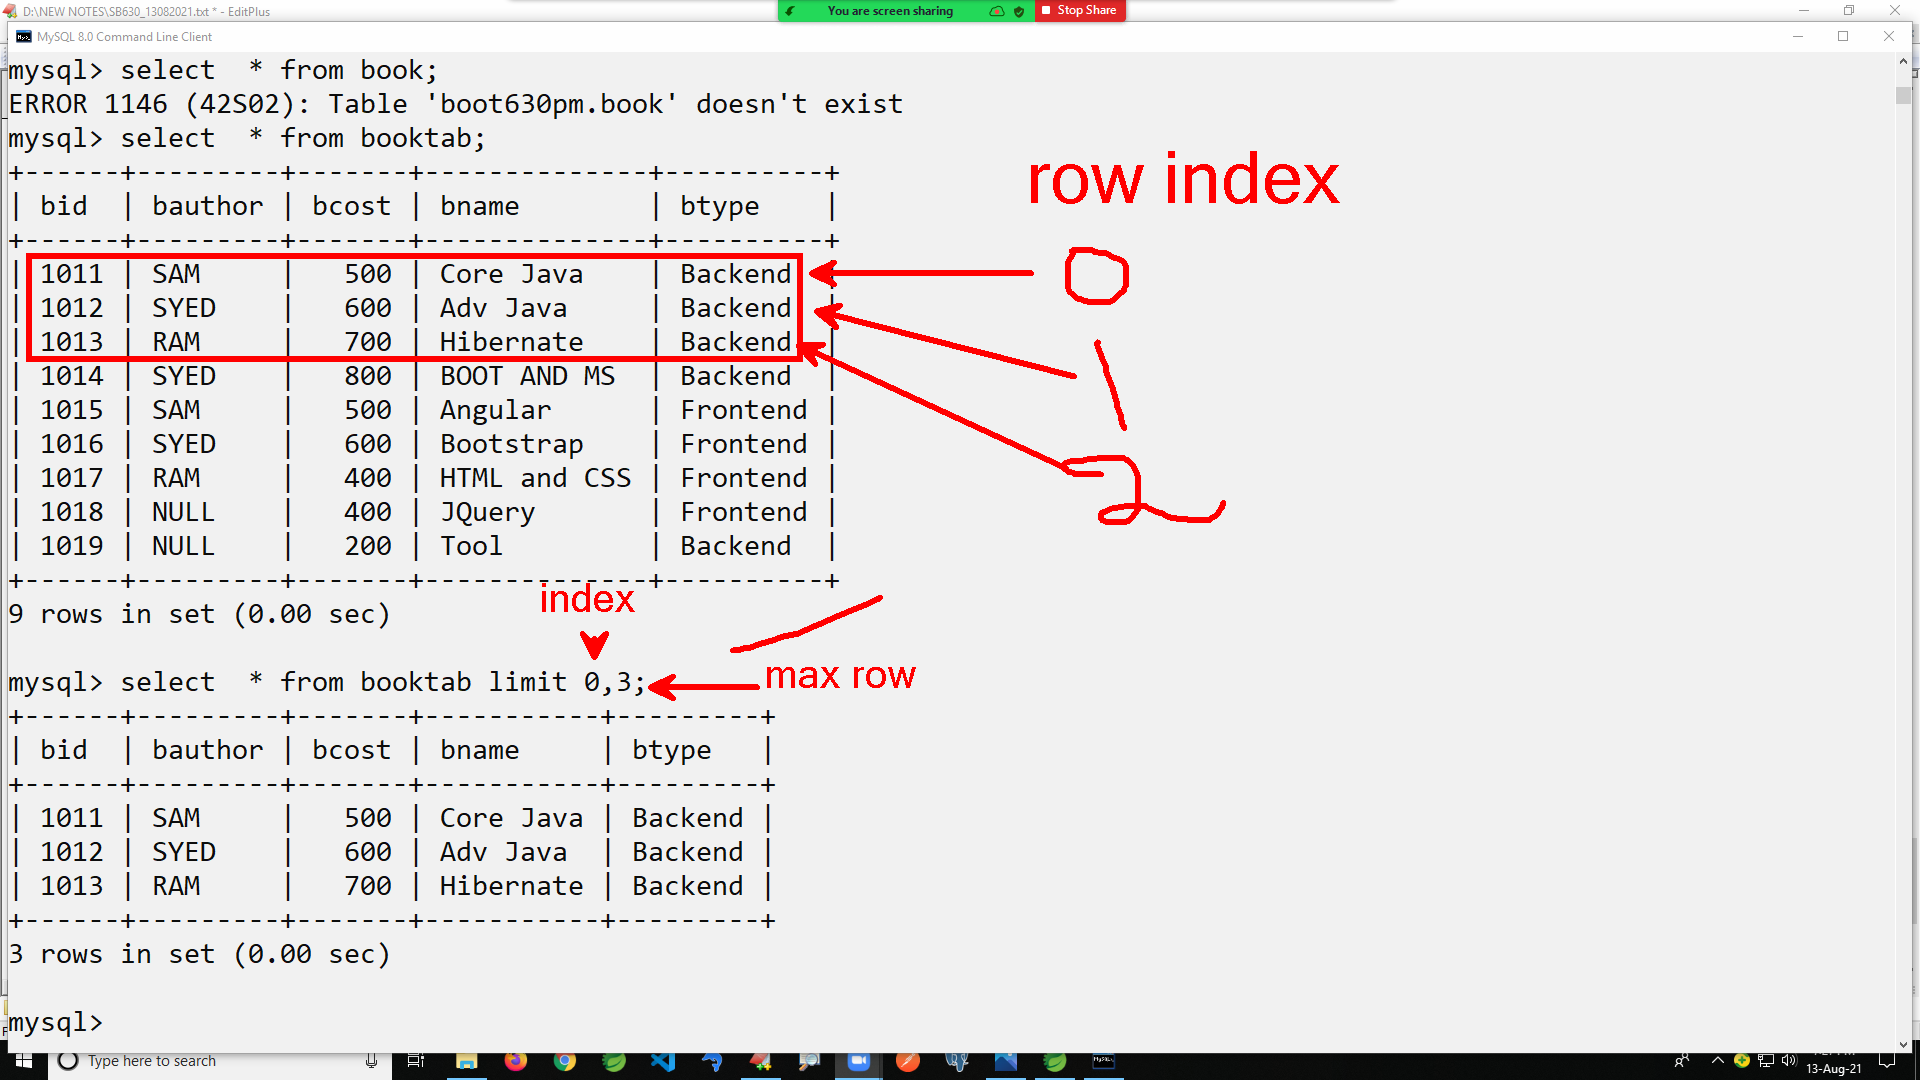 D:\NEW NOTES\SB630_13082021.txt * - EditPlus
You are screen sharing
Stop Share
MySQL 8.0 Command Line Client
mysql> select  * from book;
ERROR 1146 (42S02): Table 'boot630pm.book' doesn't exist
mysql> select  * from booktab;
row index
+------+---------+-------+--------------+----------+
| bid  | bauthor | bcost | bname        | btype    |
+------+---------+-------+--------------+----------+
| 1011 | SAM     |   500 | Core Java    | Backend  |
0
| 1012 | SYED    |   600 | Adv Java     | Backend  |
| 1013 | RAM     |   700 | Hibernate    | Backend  |
1
| 1014 | SYED    |   800 | BOOT AND MS  | Backend  |
| 1015 | SAM     |   500 | Angular      | Frontend |
| 1016 | SYED    |   600 | Bootstrap    | Frontend |
| 1017 | RAM     |   400 | HTML and CSS | Frontend |
2
| 1018 | NULL    |   400 | JQuery       | Frontend |
| 1019 | NULL    |   200 | Tool         | Backend  |
+------+---------+-------+--------------+----------+
index
9 rows in set (0.00 sec)
mysql> select  * from booktab limit 0,3;
max row
+------+---------+-------+-----------+---------+
| bid  | bauthor | bcost | bname     | btype   |
+------+---------+-------+-----------+---------+
| 1011 | SAM     |   500 | Core Java | Backend |
| 1012 | SYED    |   600 | Adv Java  | Backend |
| 1013 | RAM     |   700 | Hibernate | Backend |
+------+---------+-------+-----------+---------+
3 rows in set (0.00 sec)
mysql>
Type here to search
13-Aug-21